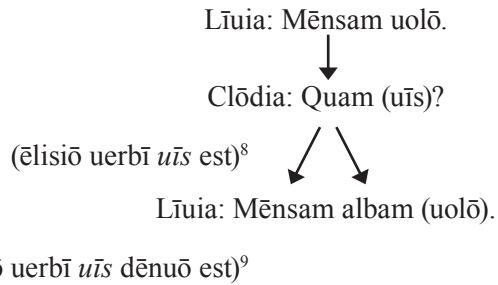 Līuia: Mēnsam uolō.
Clōdia: Quam (uīs)?
(ēlisiō uerbī uīs est)⁸
Līuia: Mēnsam albam (uolō).
uerbī uīs dēnuō est)⁹